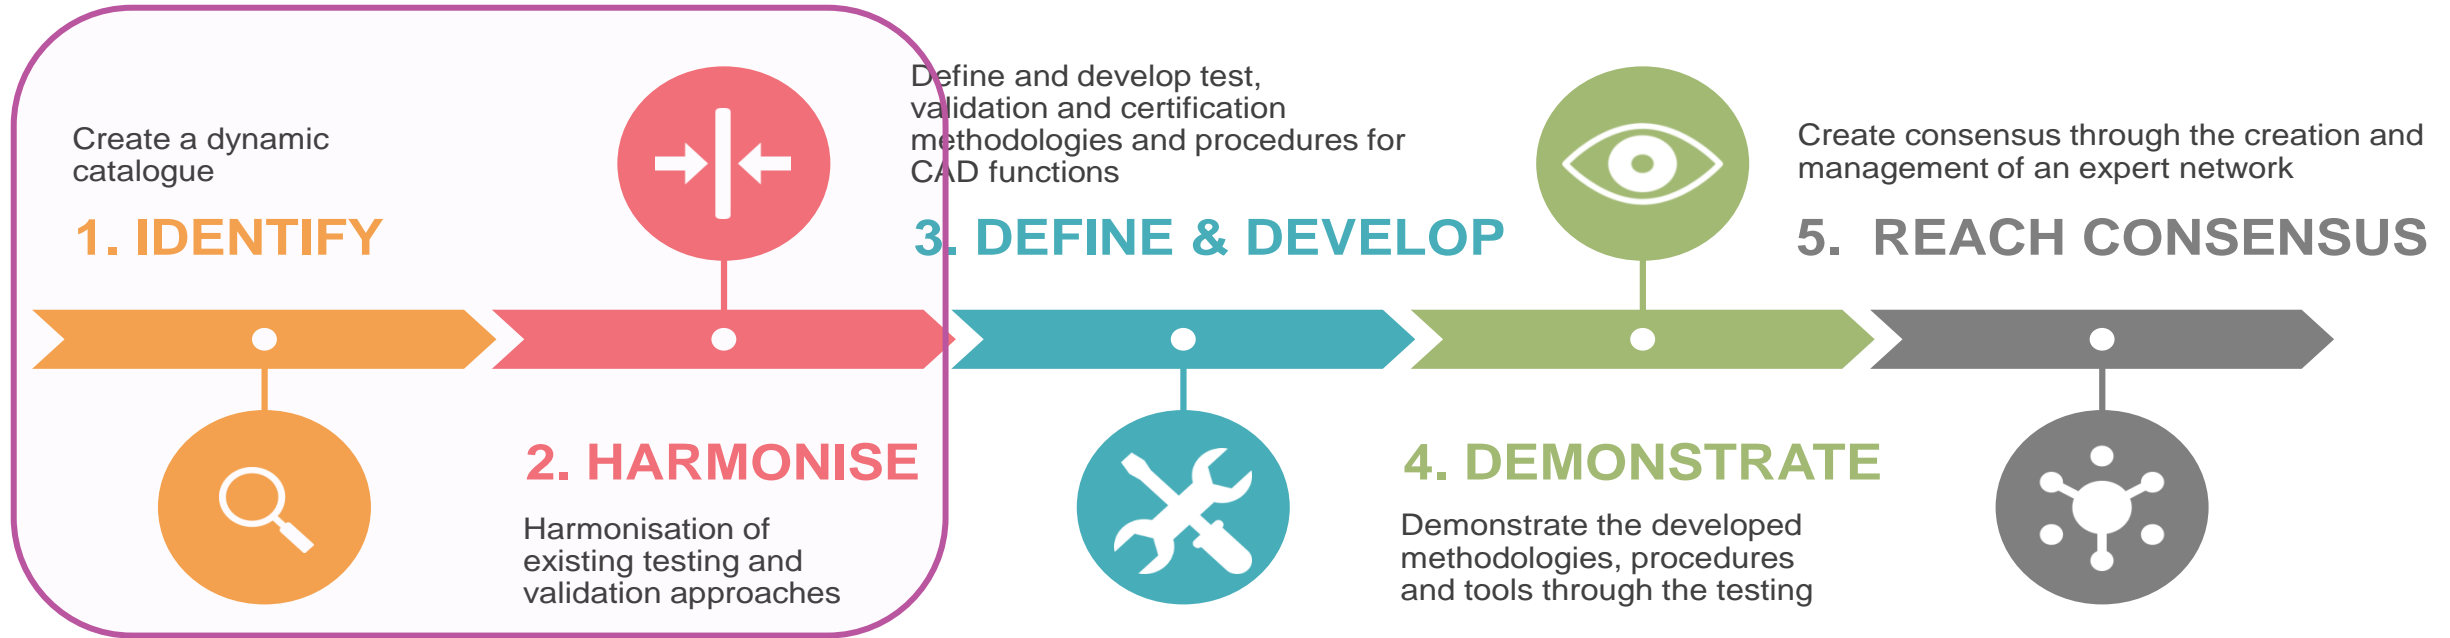 Create a dynamic
catalogue
1. IDENTIFY
2. HARMONISE
Harmonisation of
existing testing and
validation approaches
Define and develop test,
validation and certification
methodologies and procedures for
CAD functions
3. DEFINE & DEVELOP
4. DEMONSTRATE
Demonstrate the developed
methodologies, procedures
and tools through the testing
Create consensus through the creation and
management of an expert network
5. REACH CONSENSUS